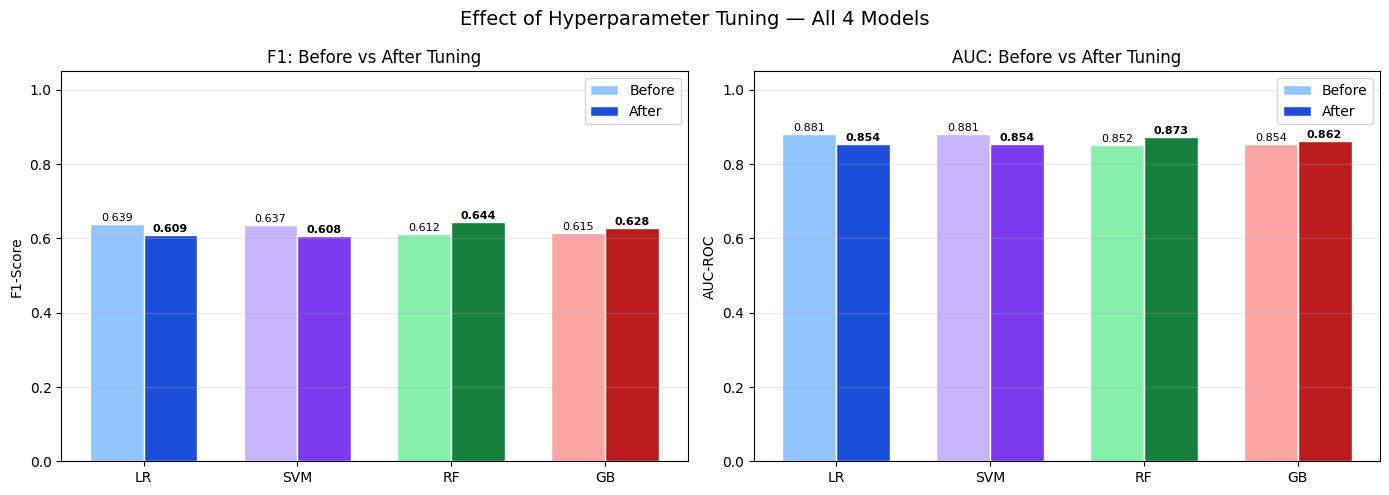 Effect of Hyperparameter Tuning — All 4 Models
F1: Before vs After Tuning
F1-Score
1.0
0.8
0.6
0.4
0.2
0.0
Before
After
0.639
0.609
0.637
0.608
0.612
0.644
0.615
0.628
LR
SVM
RF
GB
AUC: Before vs After Tuning
AUC-ROC
1.0
0.8
0.6
0.4
0.2
0.0
Before
After
0.881
0.854
0.881
0.854
0.852
0.873
0.854
0.862
LR
SVM
RF
GB